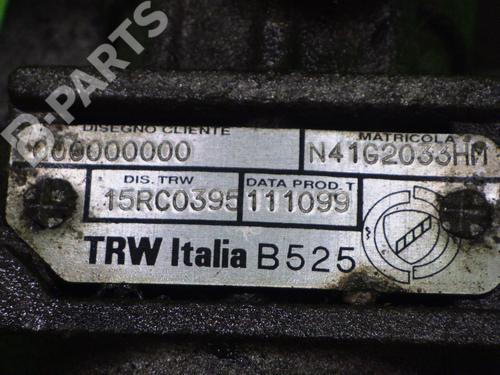 D-PARTS
DISEGNO CLIENTE MATRICOLA
000000000 N41G2033HM
DIS. TRW DATA PROD.T
15RC0395 111099
TRW Italia B525